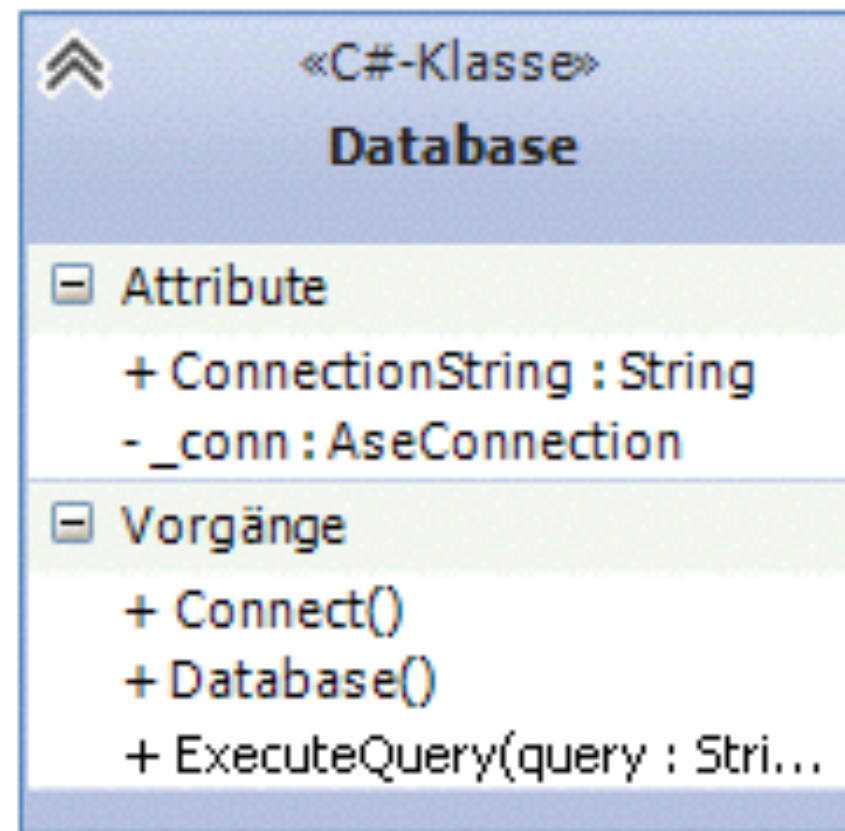 «C#-Klasse»
Database
Attribute
+ ConnectionString : String
- _conn : AseConnection
Vorgänge
+ Connect()
+ Database()
+ ExecuteQuery(query : Stri...